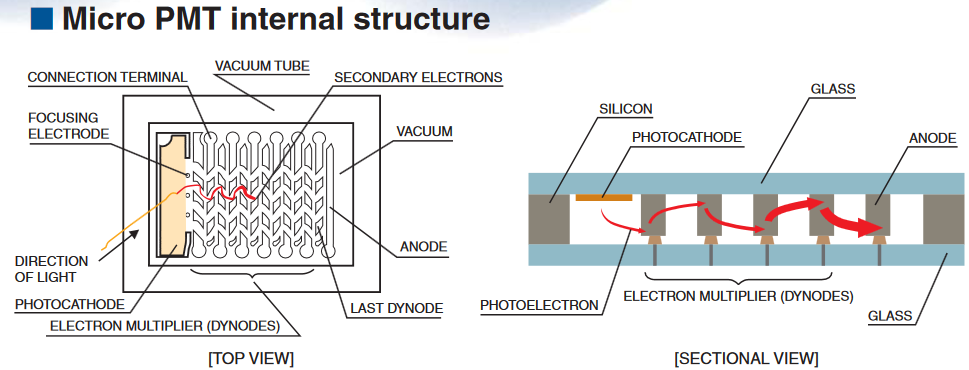 Micro PMT internal structure
CONNECTION TERMINAL
VACUUM TUBE
SECONDARY ELECTRONS
FOCUSING
ELECTRODE
VACUUM
DIRECTION
OF LIGHT
ANODE
PHOTOCATHODE
LAST DYNODE
ELECTRON MULTIPLIER (DYNODES)
[TOP VIEW]
GLASS
SILICON
PHOTOCATHODE
ANODE
PHOTOELECTRON
ELECTRON MULTIPLIER (DYNODES)
GLASS
[SECTIONAL VIEW]